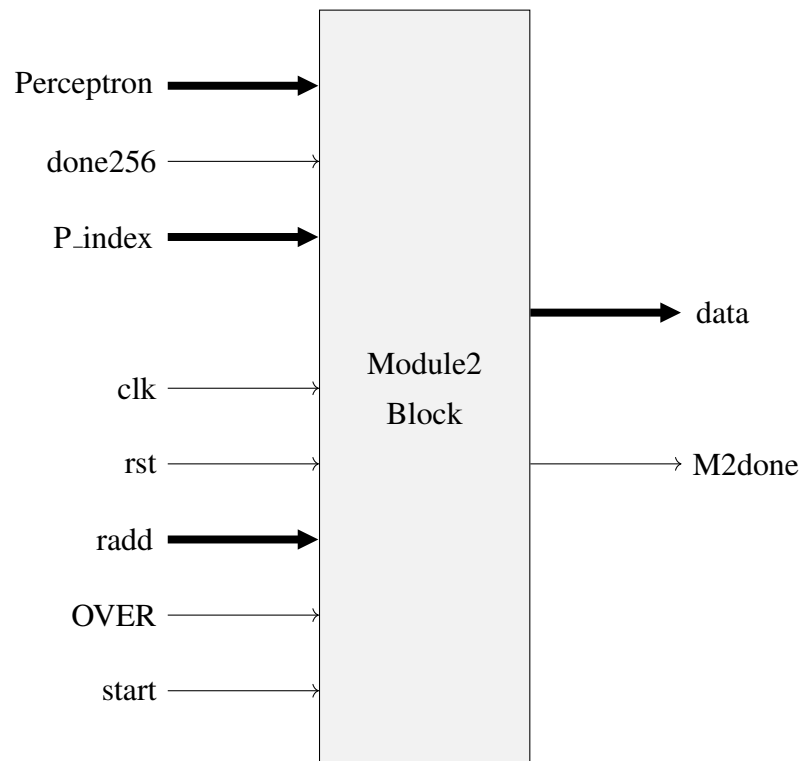 Perceptron
done256
P_index
data
Module2
Block
clk
rst
M2done
radd
OVER
start